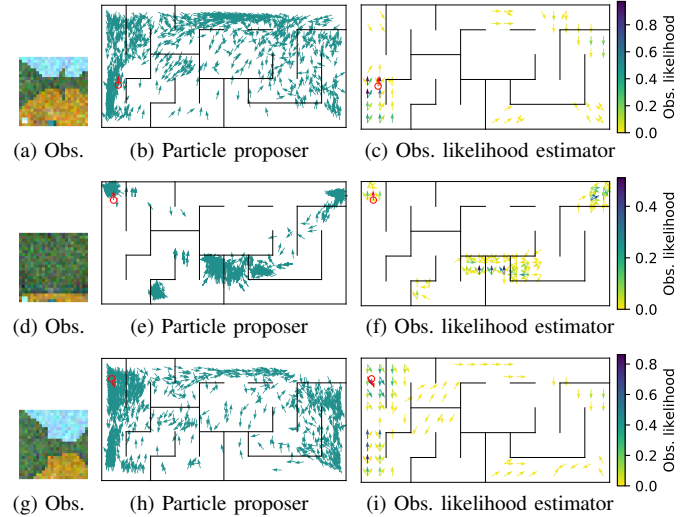 0.0
0.2
0.4
0.6
0.8
Obs. likelihood
(a) Obs.
(b) Particle proposer
(c) Obs. likelihood estimator
0.0
0.2
0.4
Obs. likelihood
(d) Obs.
(e) Particle proposer
(f) Obs. likelihood estimator
0.0
0.2
0.4
0.6
0.8
Obs. likelihood
(g) Obs.
(h) Particle proposer
(i) Obs. likelihood estimator